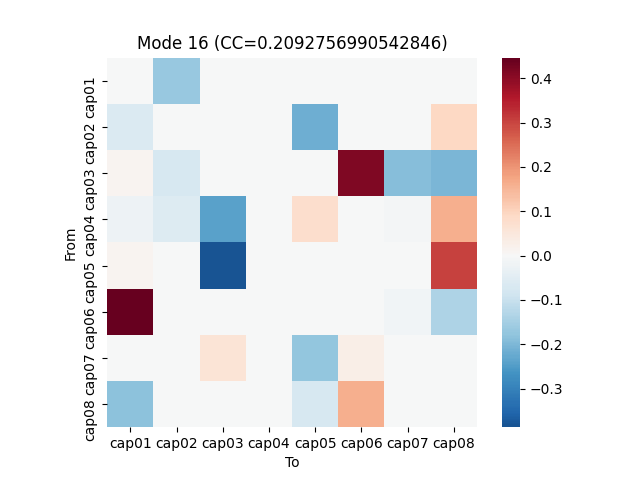 Mode 16 (CC=0.2092756990542846)
From
cap01
cap02
cap03
cap04
cap05
cap06
cap07
cap08
cap01 cap02 cap03 cap04 cap05 cap06 cap07 cap08
To
0.4
0.3
0.2
0.1
0.0
−0.1
−0.2
−0.3